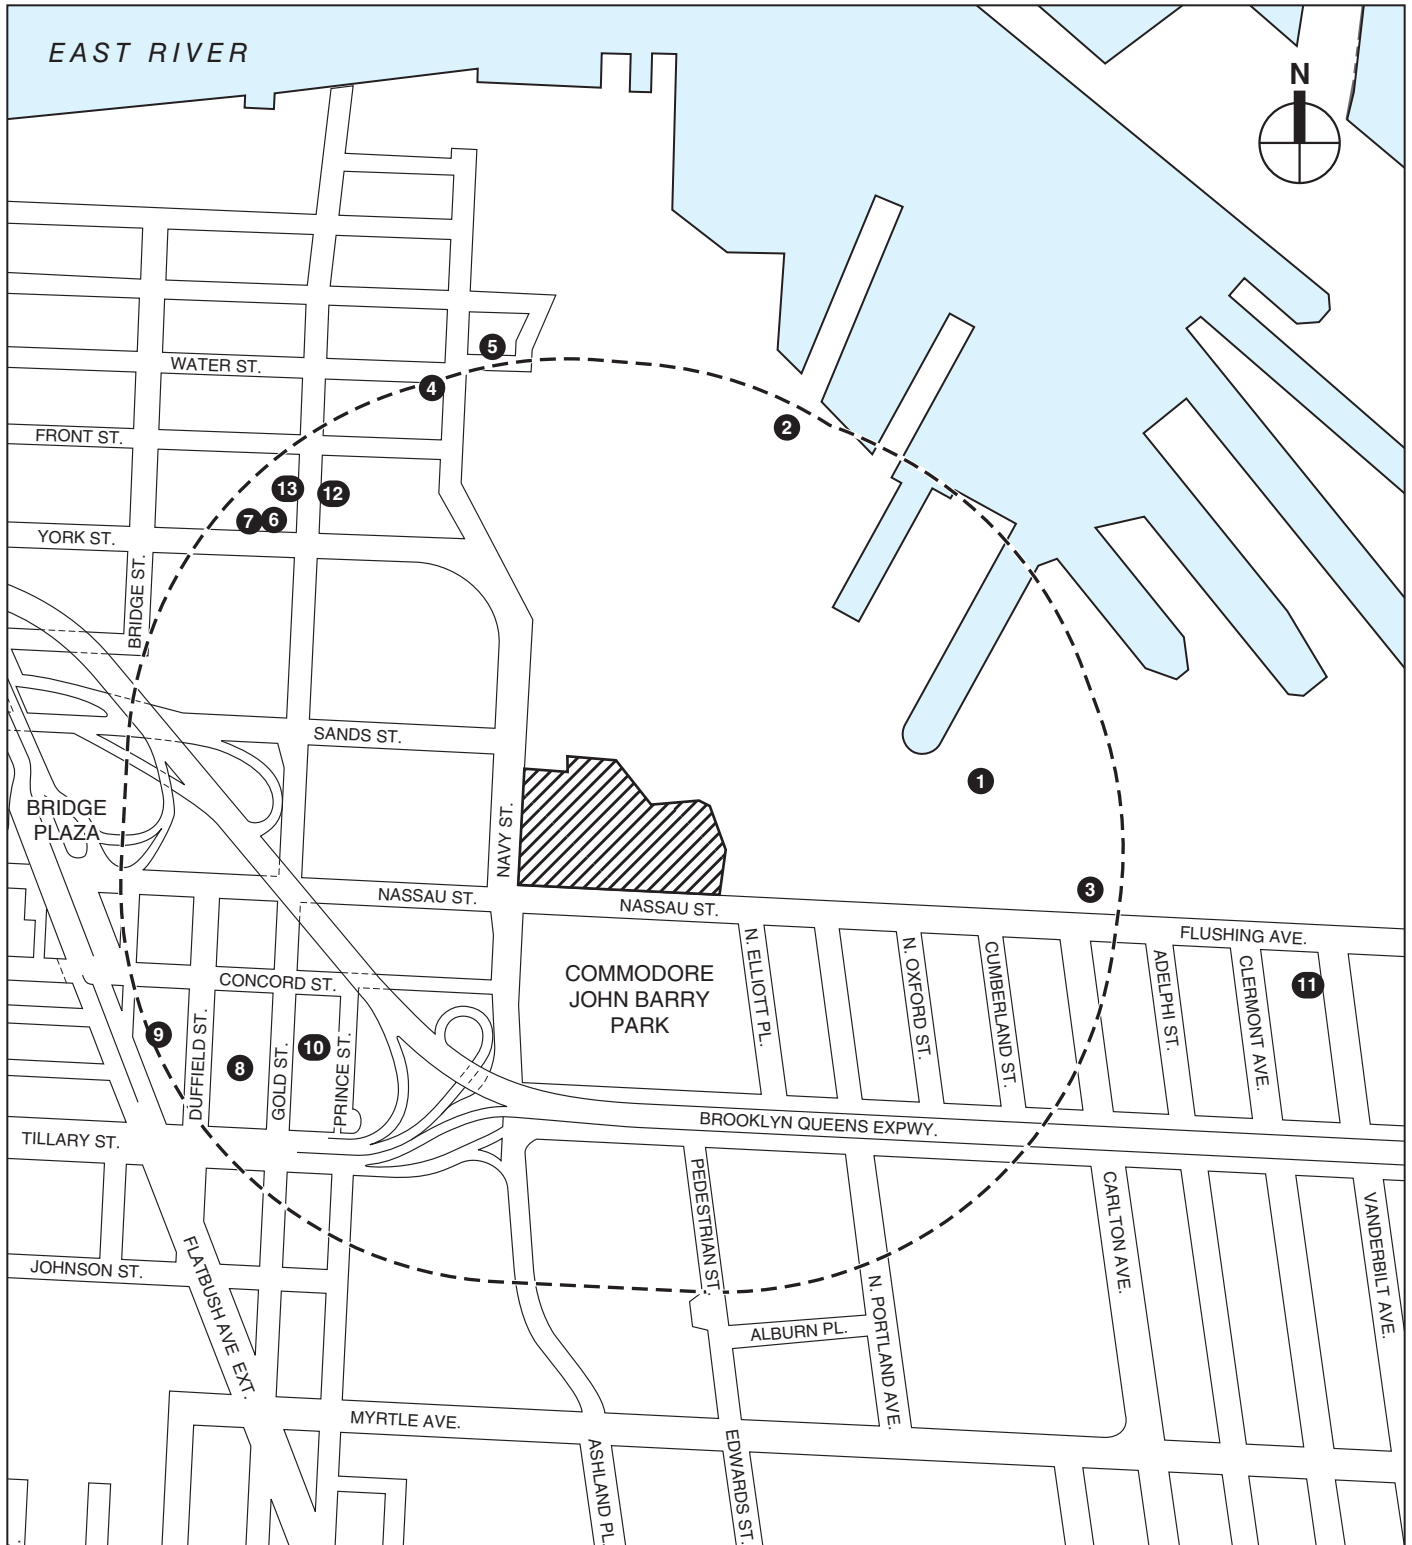 EAST RIVER
N
5
WATER ST.
4
2
FRONT ST.
13
12
7
6
YORK ST.
BRIDGE ST.
SANDS ST.
1
BRIDGE
PLAZA
NAVY ST.
NASSAU ST.
NASSAU ST.
3
FLUSHING AVE.
COMMODORE
JOHN BARRY
PARK
N. ELLIOTT PL.
N. OXFORD ST.
CUMBERLAND ST.
ADELPHI ST.
CLERMONT AVE.
11
CONCORD ST.
9
DUFFIELD ST.
8
GOLD ST.
10
PRINCE ST.
BROOKLYN QUEENS EXPWY.
TILLARY ST.
PEDESTRIAN ST.
CARLTON AVE.
VANDERBILT AVE.
JOHNSON ST.
FLATBUSH AVE EXT.
N. PORTLAND AVE.
ALBURN PL.
MYRTLE AVE.
ASHLAND PL.
EDWARDS ST.